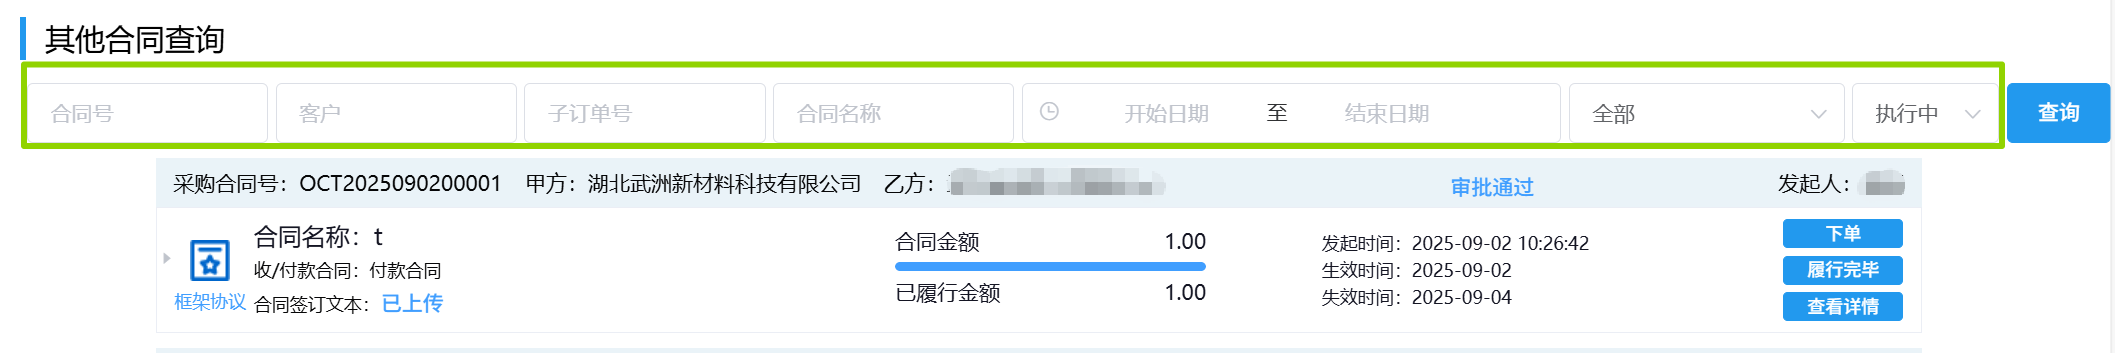 其他合同查询
合同号 客户 子订单号 合同名称 开始日期 至 结束日期 全部 执行中 查询
采购合同号：OCT2025090200001 甲方：湖北武洲新材料科技有限公司 乙方： 审批通过 发起人：
合同名称：t
收/付款合同：付款合同
框架协议 合同签订文本：已上传
合同金额 1.00
已履行金额 1.00
发起时间：2025-09-02 10:26:42
生效时间：2025-09-02
失效时间：2025-09-04
下单
履行完毕
查看详情